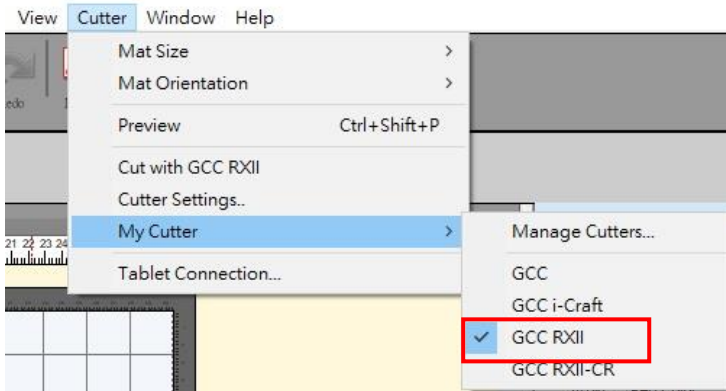 View Cutter Window Help
Mat Size >
Mat Orientation >
edo
Preview Ctrl+Shift+P
Cut with GCC RXII
Cutter Settings..
21 22 23 24
My Cutter >
Manage Cutters...
Tablet Connection...
GCC
GCC i-Craft
✓ GCC RXII
GCC RXII-CR